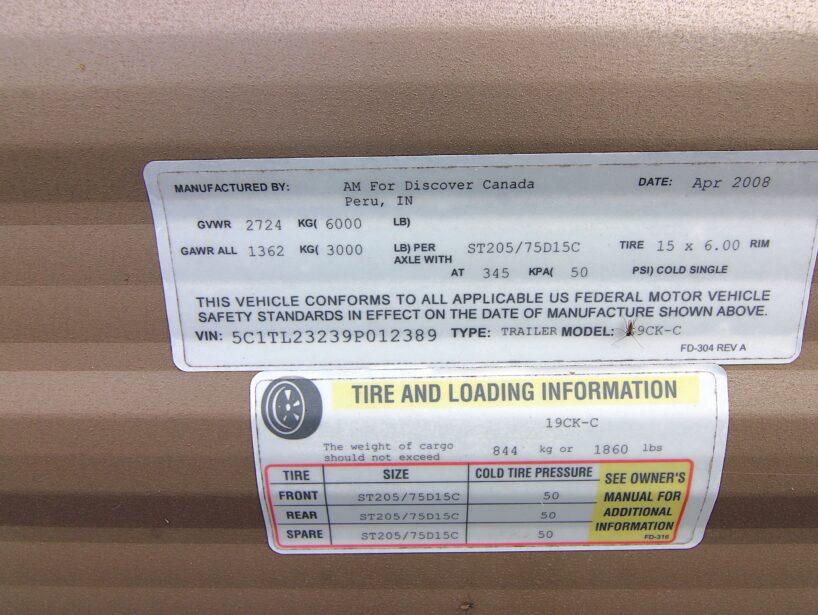 MANUFACTURED BY: AM For Discover Canada DATE: Apr 2008
Peru, IN
GVWR 2724 KG( 6000 LB)
GAWR ALL 1362 KG( 3000 LB) PER AXLE WITH ST205/75D15C TIRE 15 x 6.00 RIM
AT 345 KPA( 50 PSI) COLD SINGLE
THIS VEHICLE CONFORMS TO ALL APPLICABLE US FEDERAL MOTOR VEHICLE
SAFETY STANDARDS IN EFFECT ON THE DATE OF MANUFACTURE SHOWN ABOVE.
VIN: 5C1TL23239P012389 TYPE: TRAILER MODEL: 19CK-C
FD-304 REV A
TIRE AND LOADING INFORMATION
19CK-C
The weight of cargo
should not exceed 844 kg or 1860 lbs
TIRE SIZE COLD TIRE PRESSURE
FRONT ST205/75D15C 50
REAR ST205/75D15C 50
SPARE ST205/75D15C 50
SEE OWNER'S
MANUAL FOR
ADDITIONAL
INFORMATION
FD-316